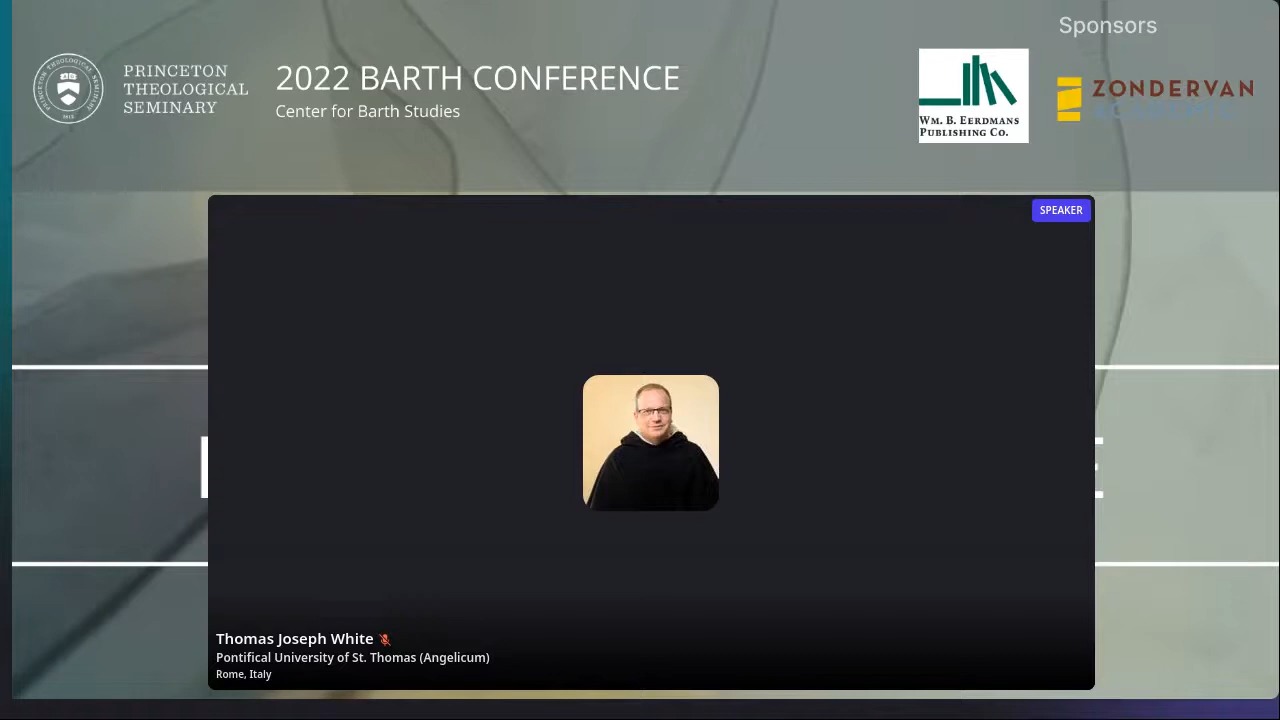 Sponsors
PRINCETON
THEOLOGICAL
SEMINARY
2022 BARTH CONFERENCE
Center for Barth Studies
WM. B. EERDMANS
PUBLISHING CO.
ZONDERVAN
ACADEMIC
SPEAKER
Thomas Joseph White
Pontifical University of St. Thomas (Angelicum)
Rome, Italy